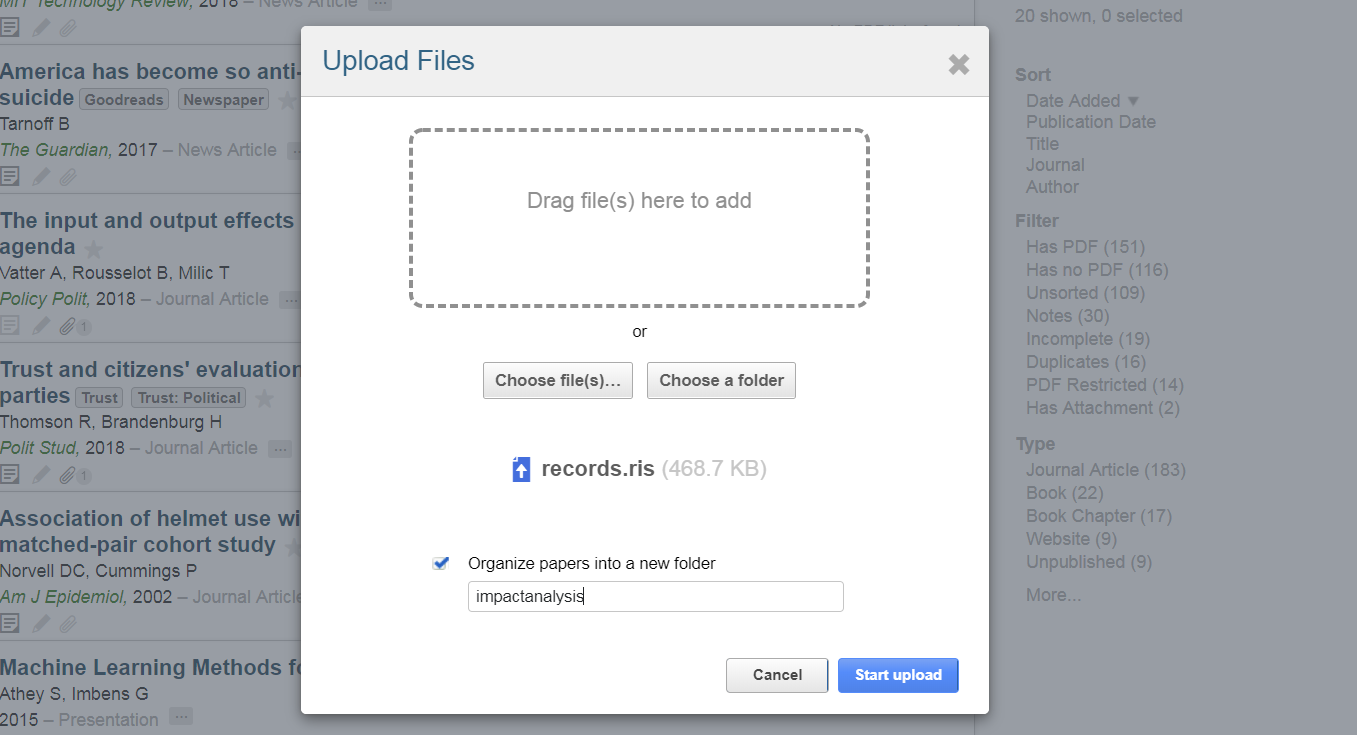 MIT Technology Review, 2018 – News Article ...
America has become so anti-
suicide Goodreads Newspaper
Tarnoff B
The Guardian, 2017 – News Article
The input and output effects
agenda
Vatter A, Rousselot B, Milic T
Policy Polit, 2018 – Journal Article ...
1
Trust and citizens' evaluation
parties Trust Trust: Political
Thomson R, Brandenburg H
Polit Stud, 2018 – Journal Article ...
1
Association of helmet use wi
matched-pair cohort study
Norvell DC, Cummings P
Am J Epidemiol, 2002 – Journal Article
Machine Learning Methods fo
Athey S, Imbens G
2015 – Presentation ...
Upload Files
Drag file(s) here to add
or
Choose file(s)... Choose a folder
records.ris (468.7 KB)
Organize papers into a new folder
impactanalysis
Cancel Start upload
20 shown, 0 selected
Sort
Date Added ▼
Publication Date
Title
Journal
Author
Filter
Has PDF (151)
Has no PDF (116)
Unsorted (109)
Notes (30)
Incomplete (19)
Duplicates (16)
PDF Restricted (14)
Has Attachment (2)
Type
Journal Article (183)
Book (22)
Book Chapter (17)
Website (9)
Unpublished (9)
More...